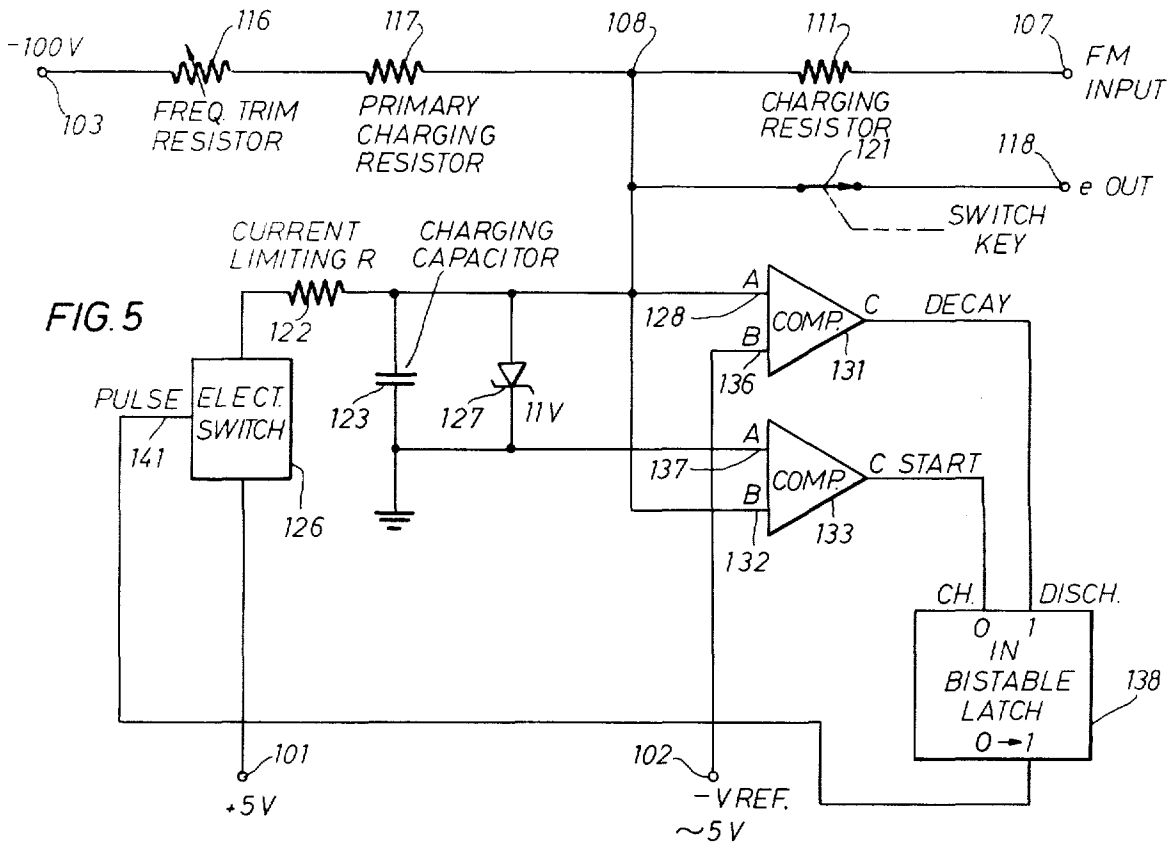 116
117
108
111
107
-100V
FM
INPUT
103
FREQ. TRIM
RESISTOR
PRIMARY
CHARGING
RESISTOR
CHARGING
RESISTOR
121
118
e OUT
SWITCH
KEY
CURRENT
LIMITING R
CHARGING
CAPACITOR
FIG. 5
122
A
128
COMP.
C
DECAY
B
136
131
PULSE
141
ELECT.
SWITCH
123
127
11V
A
137
COMP.
C START
B
132
133
126
CH.
DISCH.
0 1
IN
BISTABLE
LATCH
0→1
138
101
+5V
102
-V REF.
~5V